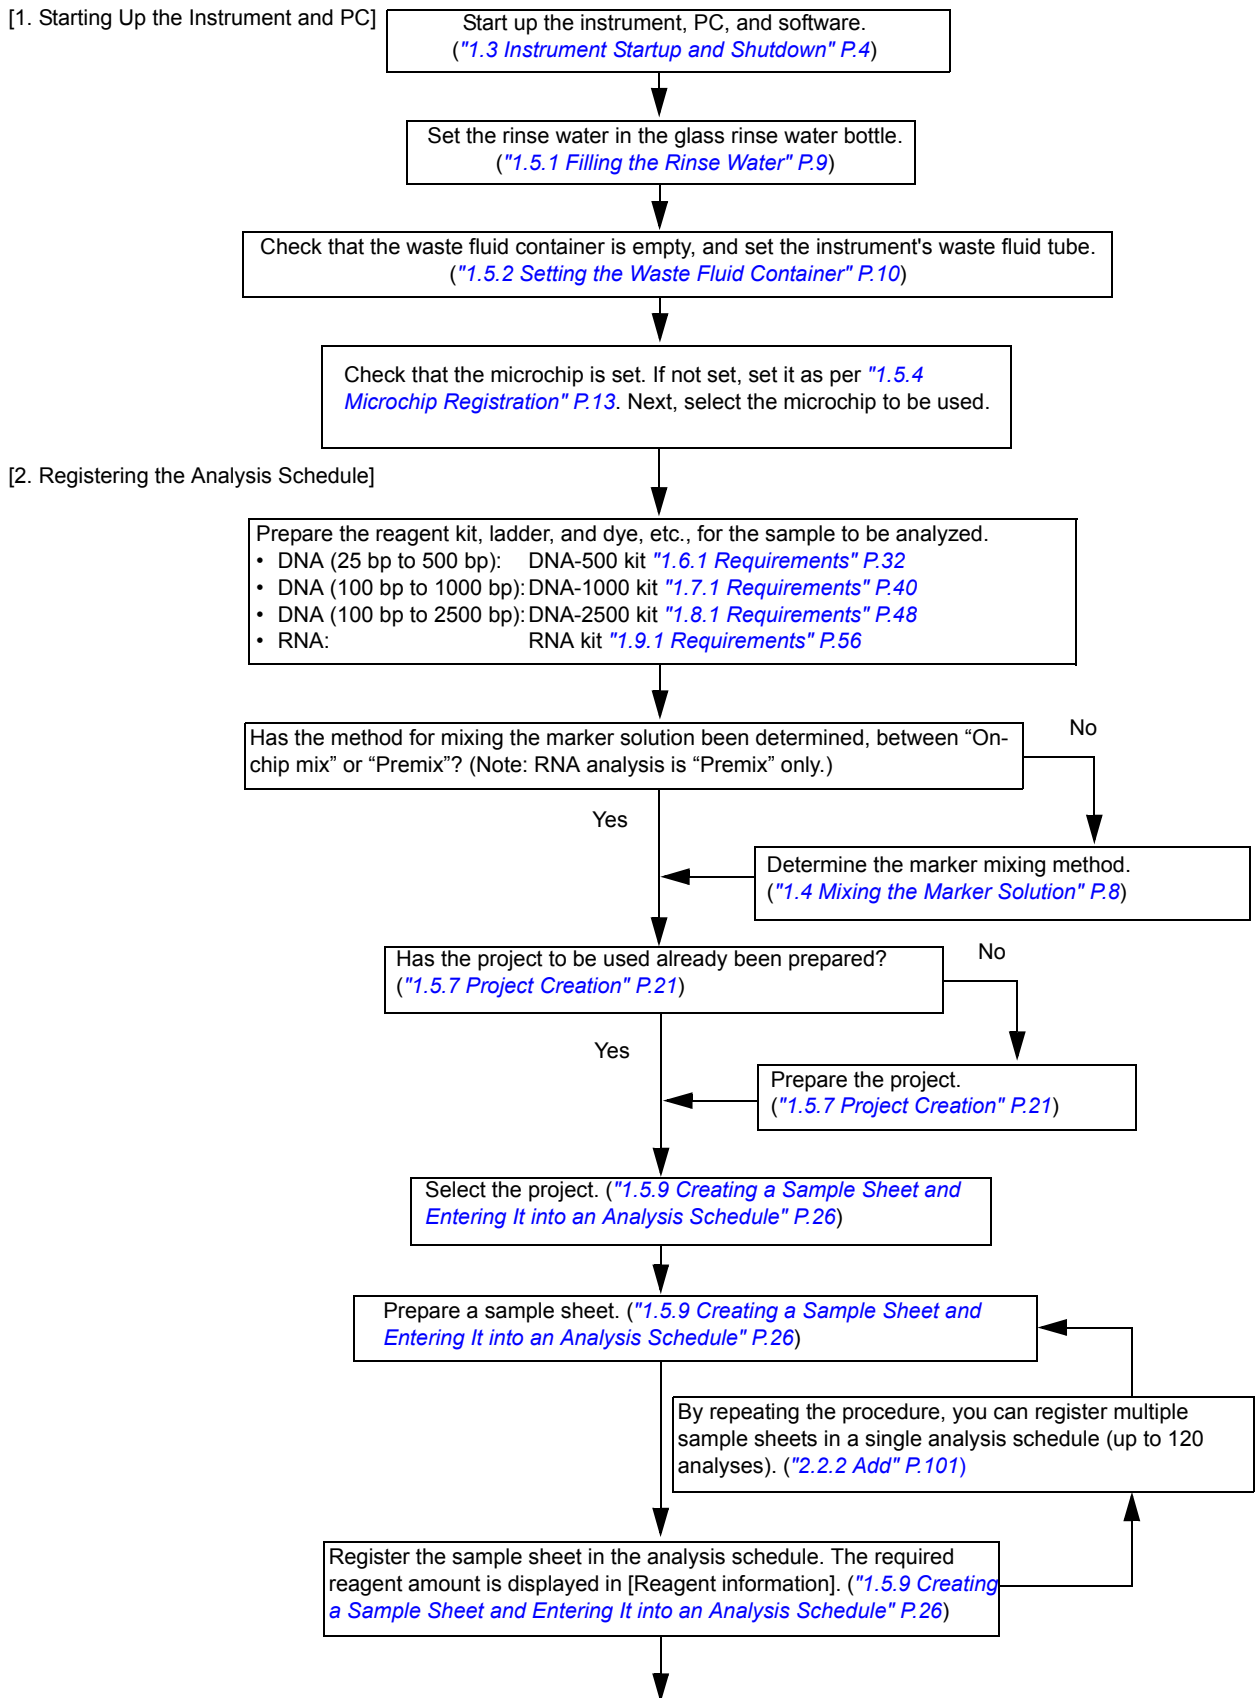 [1. Starting Up the Instrument and PC]
Start up the instrument, PC, and software.
("1.3 Instrument Startup and Shutdown" P.4)
Set the rinse water in the glass rinse water bottle.
("1.5.1 Filling the Rinse Water" P.9)
Check that the waste fluid container is empty, and set the instrument's waste fluid tube.
("1.5.2 Setting the Waste Fluid Container" P.10)
Check that the microchip is set. If not set, set it as per "1.5.4
Microchip Registration" P.13. Next, select the microchip to be used.
[2. Registering the Analysis Schedule]
Prepare the reagent kit, ladder, and dye, etc., for the sample to be analyzed.
• DNA (25 bp to 500 bp): DNA-500 kit "1.6.1 Requirements" P.32
• DNA (100 bp to 1000 bp): DNA-1000 kit "1.7.1 Requirements" P.40
• DNA (100 bp to 2500 bp): DNA-2500 kit "1.8.1 Requirements" P.48
• RNA: RNA kit "1.9.1 Requirements" P.56
Has the method for mixing the marker solution been determined, between “On-
chip mix” or “Premix”? (Note: RNA analysis is “Premix” only.)
No
Yes
Determine the marker mixing method.
("1.4 Mixing the Marker Solution" P.8)
Has the project to be used already been prepared?
("1.5.7 Project Creation" P.21)
No
Yes
Prepare the project.
("1.5.7 Project Creation" P.21)
Select the project. ("1.5.9 Creating a Sample Sheet and
Entering It into an Analysis Schedule" P.26)
Prepare a sample sheet. ("1.5.9 Creating a Sample Sheet and
Entering It into an Analysis Schedule" P.26)
By repeating the procedure, you can register multiple
sample sheets in a single analysis schedule (up to 120
analyses). ("2.2.2 Add" P.101)
Register the sample sheet in the analysis schedule. The required
reagent amount is displayed in [Reagent information]. ("1.5.9 Creating
a Sample Sheet and Entering It into an Analysis Schedule" P.26)